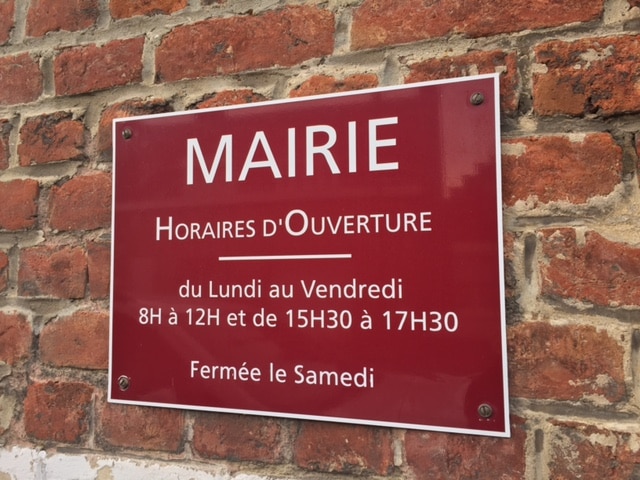 MAIRIE
HORAIRES D'OUVERTURE
du Lundi au Vendredi
8H à 12H et de 15H30 à 17H30
Fermée le Samedi